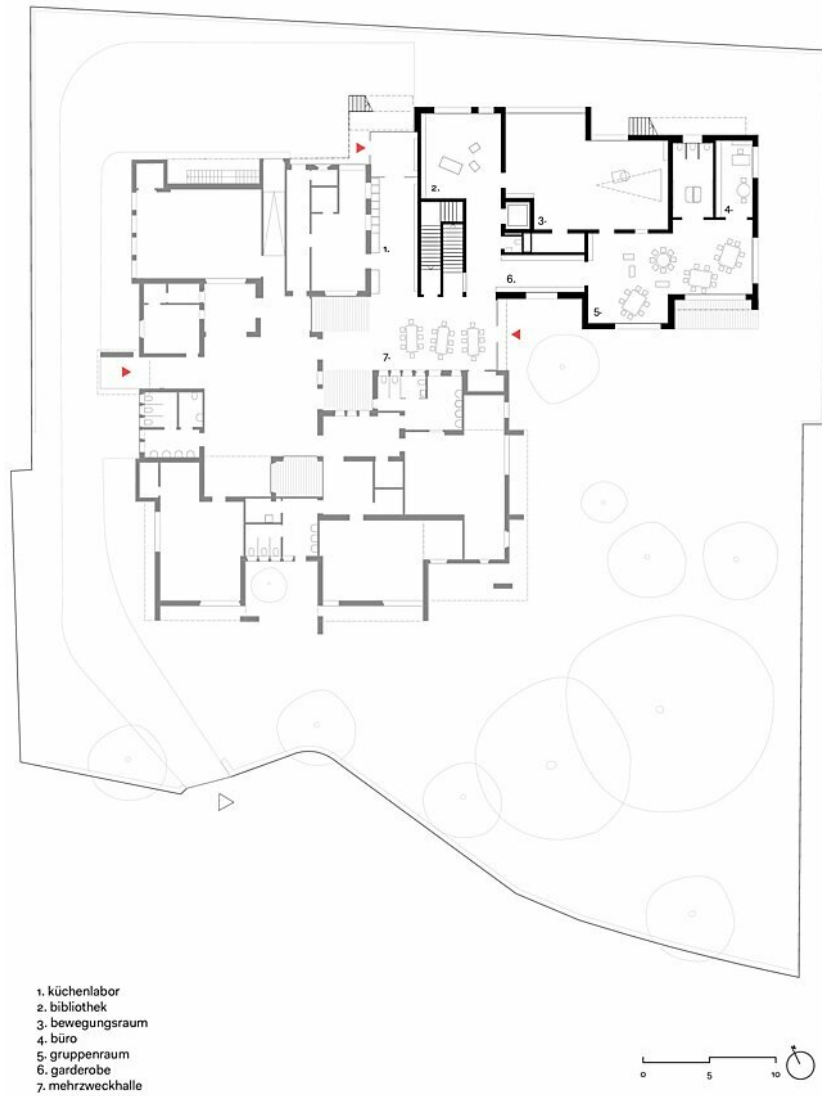 2.
3.
4.
1.
6.
5.
7.
1. küchenlabor
2. bibliothek
3. bewegungsraum
4. büro
5. gruppenraum
6. garderobe
7. mehrzweckhalle
0 5 10